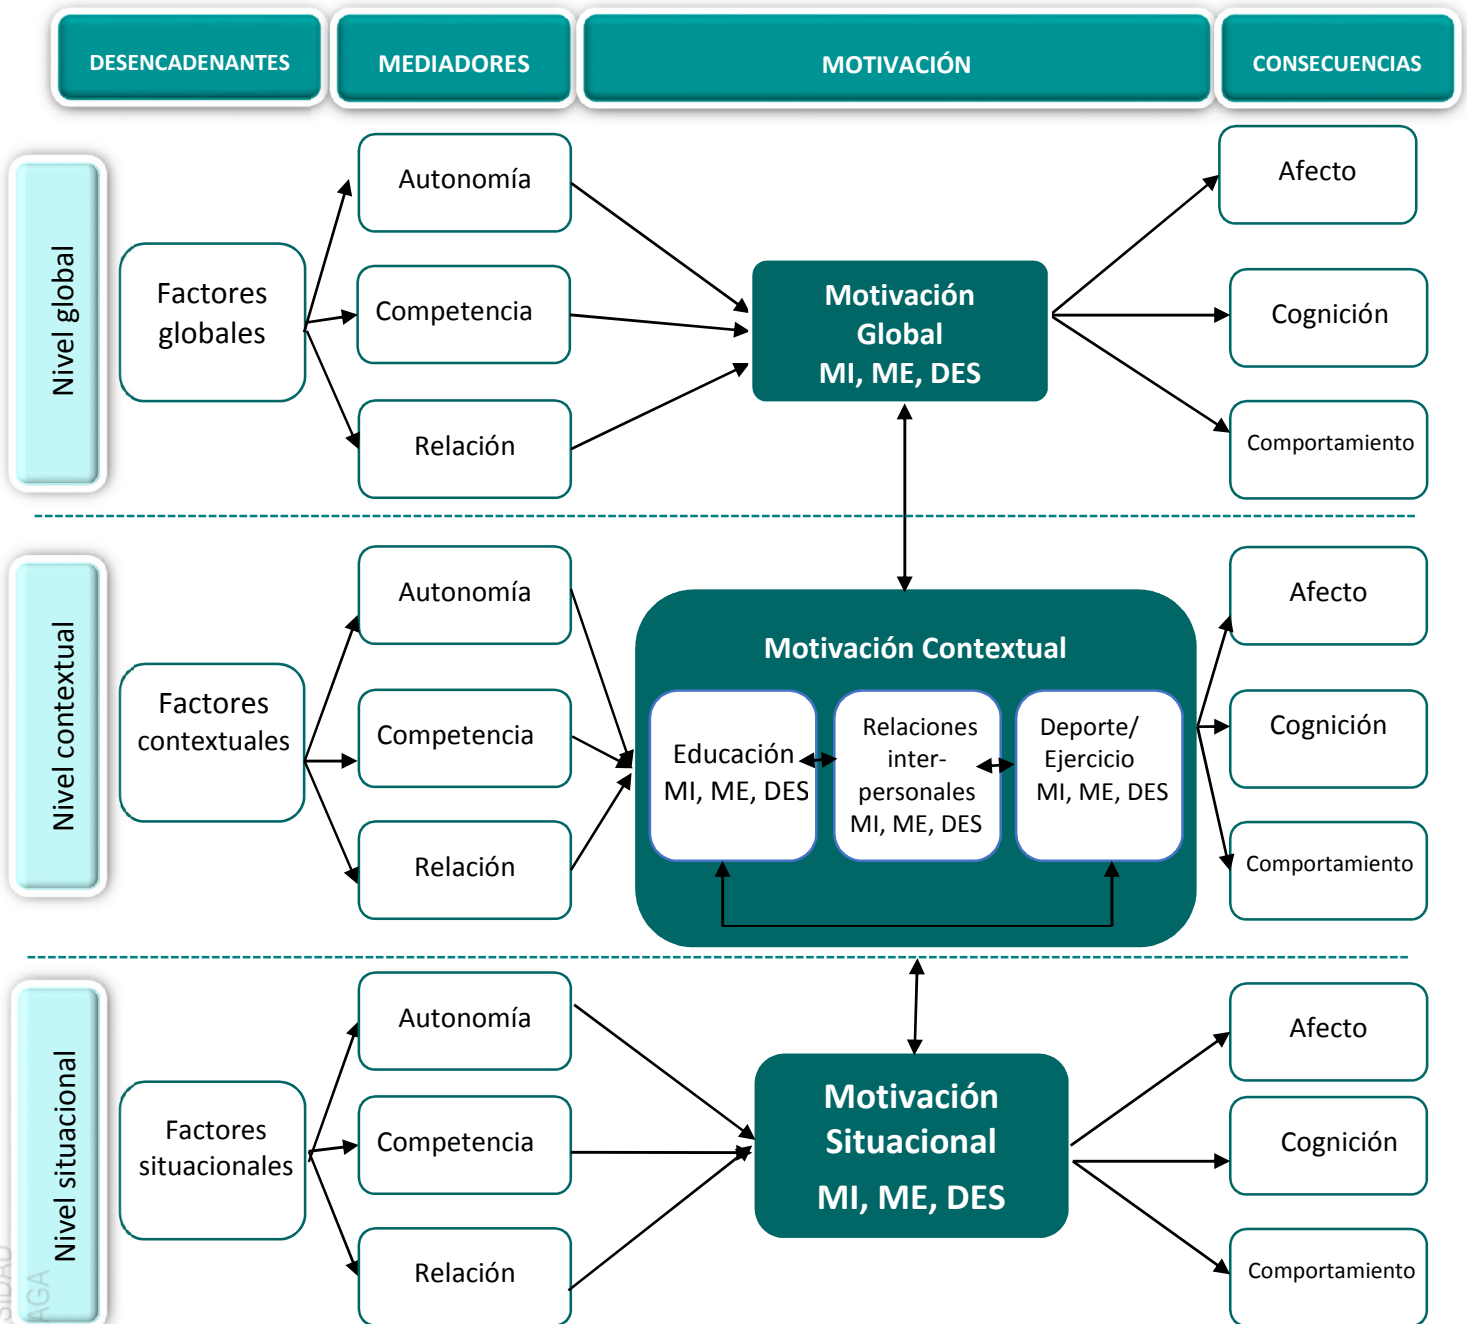 DESENCADENANTES
MEDIADORES
MOTIVACIÓN
CONSECUENCIAS
Nivel global
Factores
globales
Autonomía
Competencia
Relación
Motivación
Global
MI, ME, DES
Afecto
Cognición
Comportamiento
Nivel contextual
Factores
contextuales
Autonomía
Competencia
Relación
Motivación Contextual
Educación
MI, ME, DES
Relaciones
inter-
personales
MI, ME, DES
Deporte/
Ejercicio
MI, ME, DES
Afecto
Cognición
Comportamiento
Nivel situacional
Factores
situacionales
Autonomía
Competencia
Relación
Motivación
Situacional
MI, ME, DES
Afecto
Cognición
Comportamiento